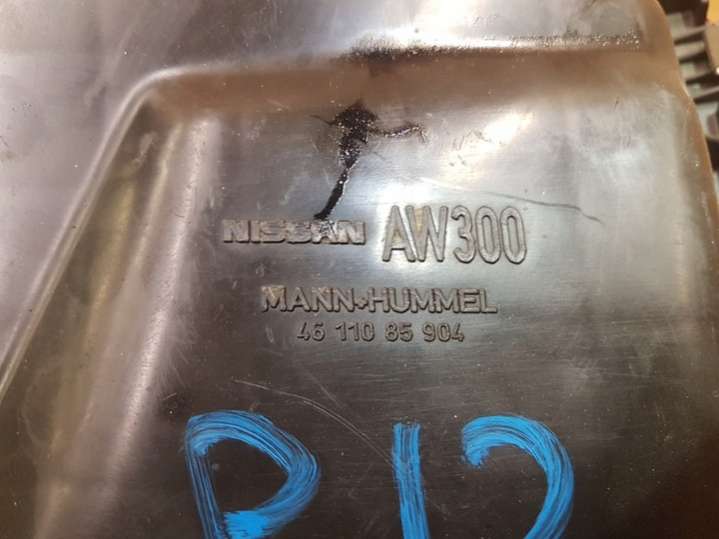 NISSAN AW300
MANN+HUMMEL
46 110 85 904
P12